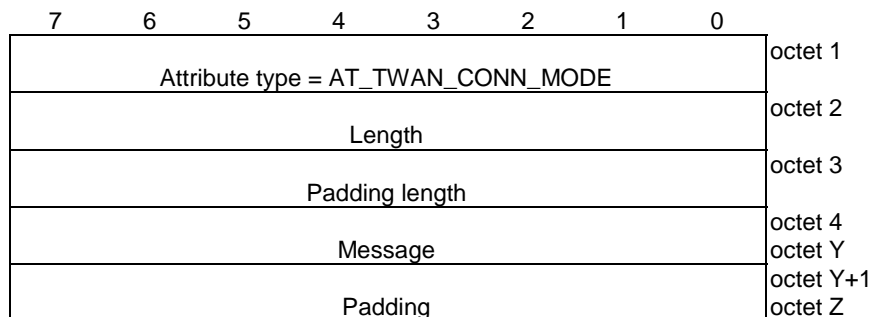 7 6 5 4 3 2 1 0
octet 1
Attribute type = AT_TWAN_CONN_MODE
octet 2
Length
octet 3
Padding length
octet 4
Message octet Y
octet Y+1
Padding octet Z